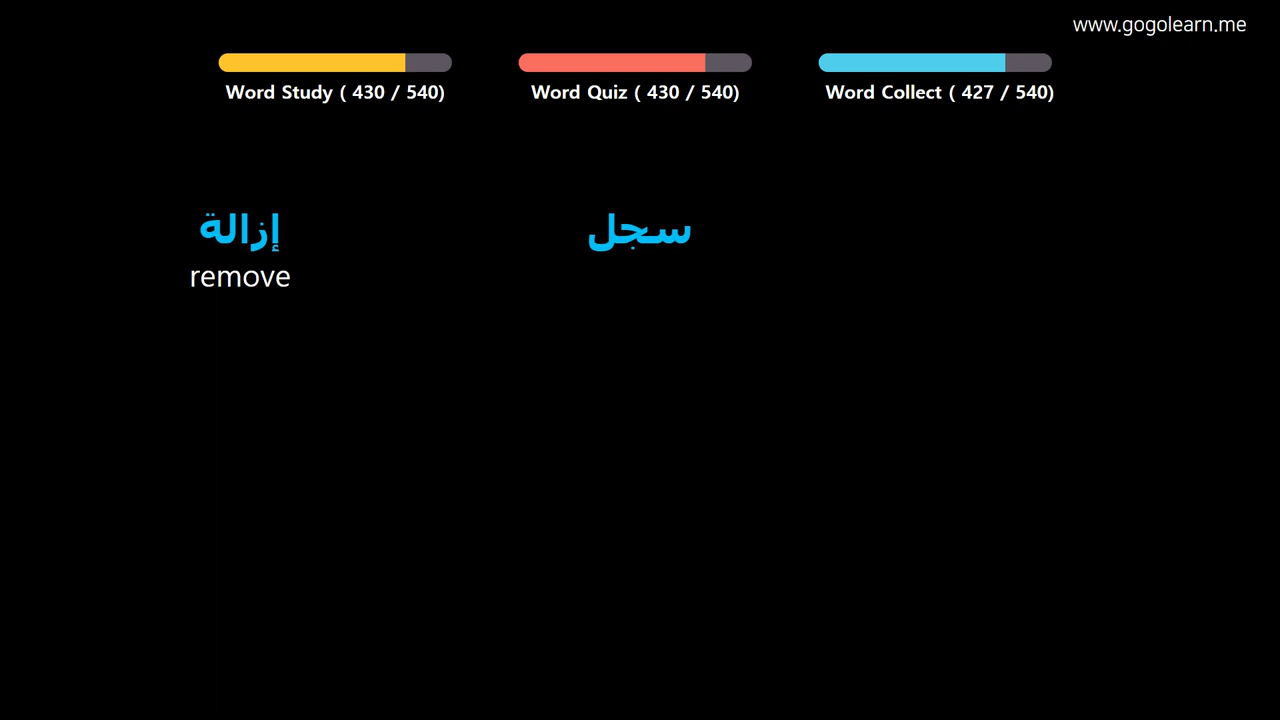 www.gogolearn.me
Word Study ( 430 / 540)
Word Quiz ( 430 / 540)
Word Collect ( 427 / 540)
إزالة
remove
سجل